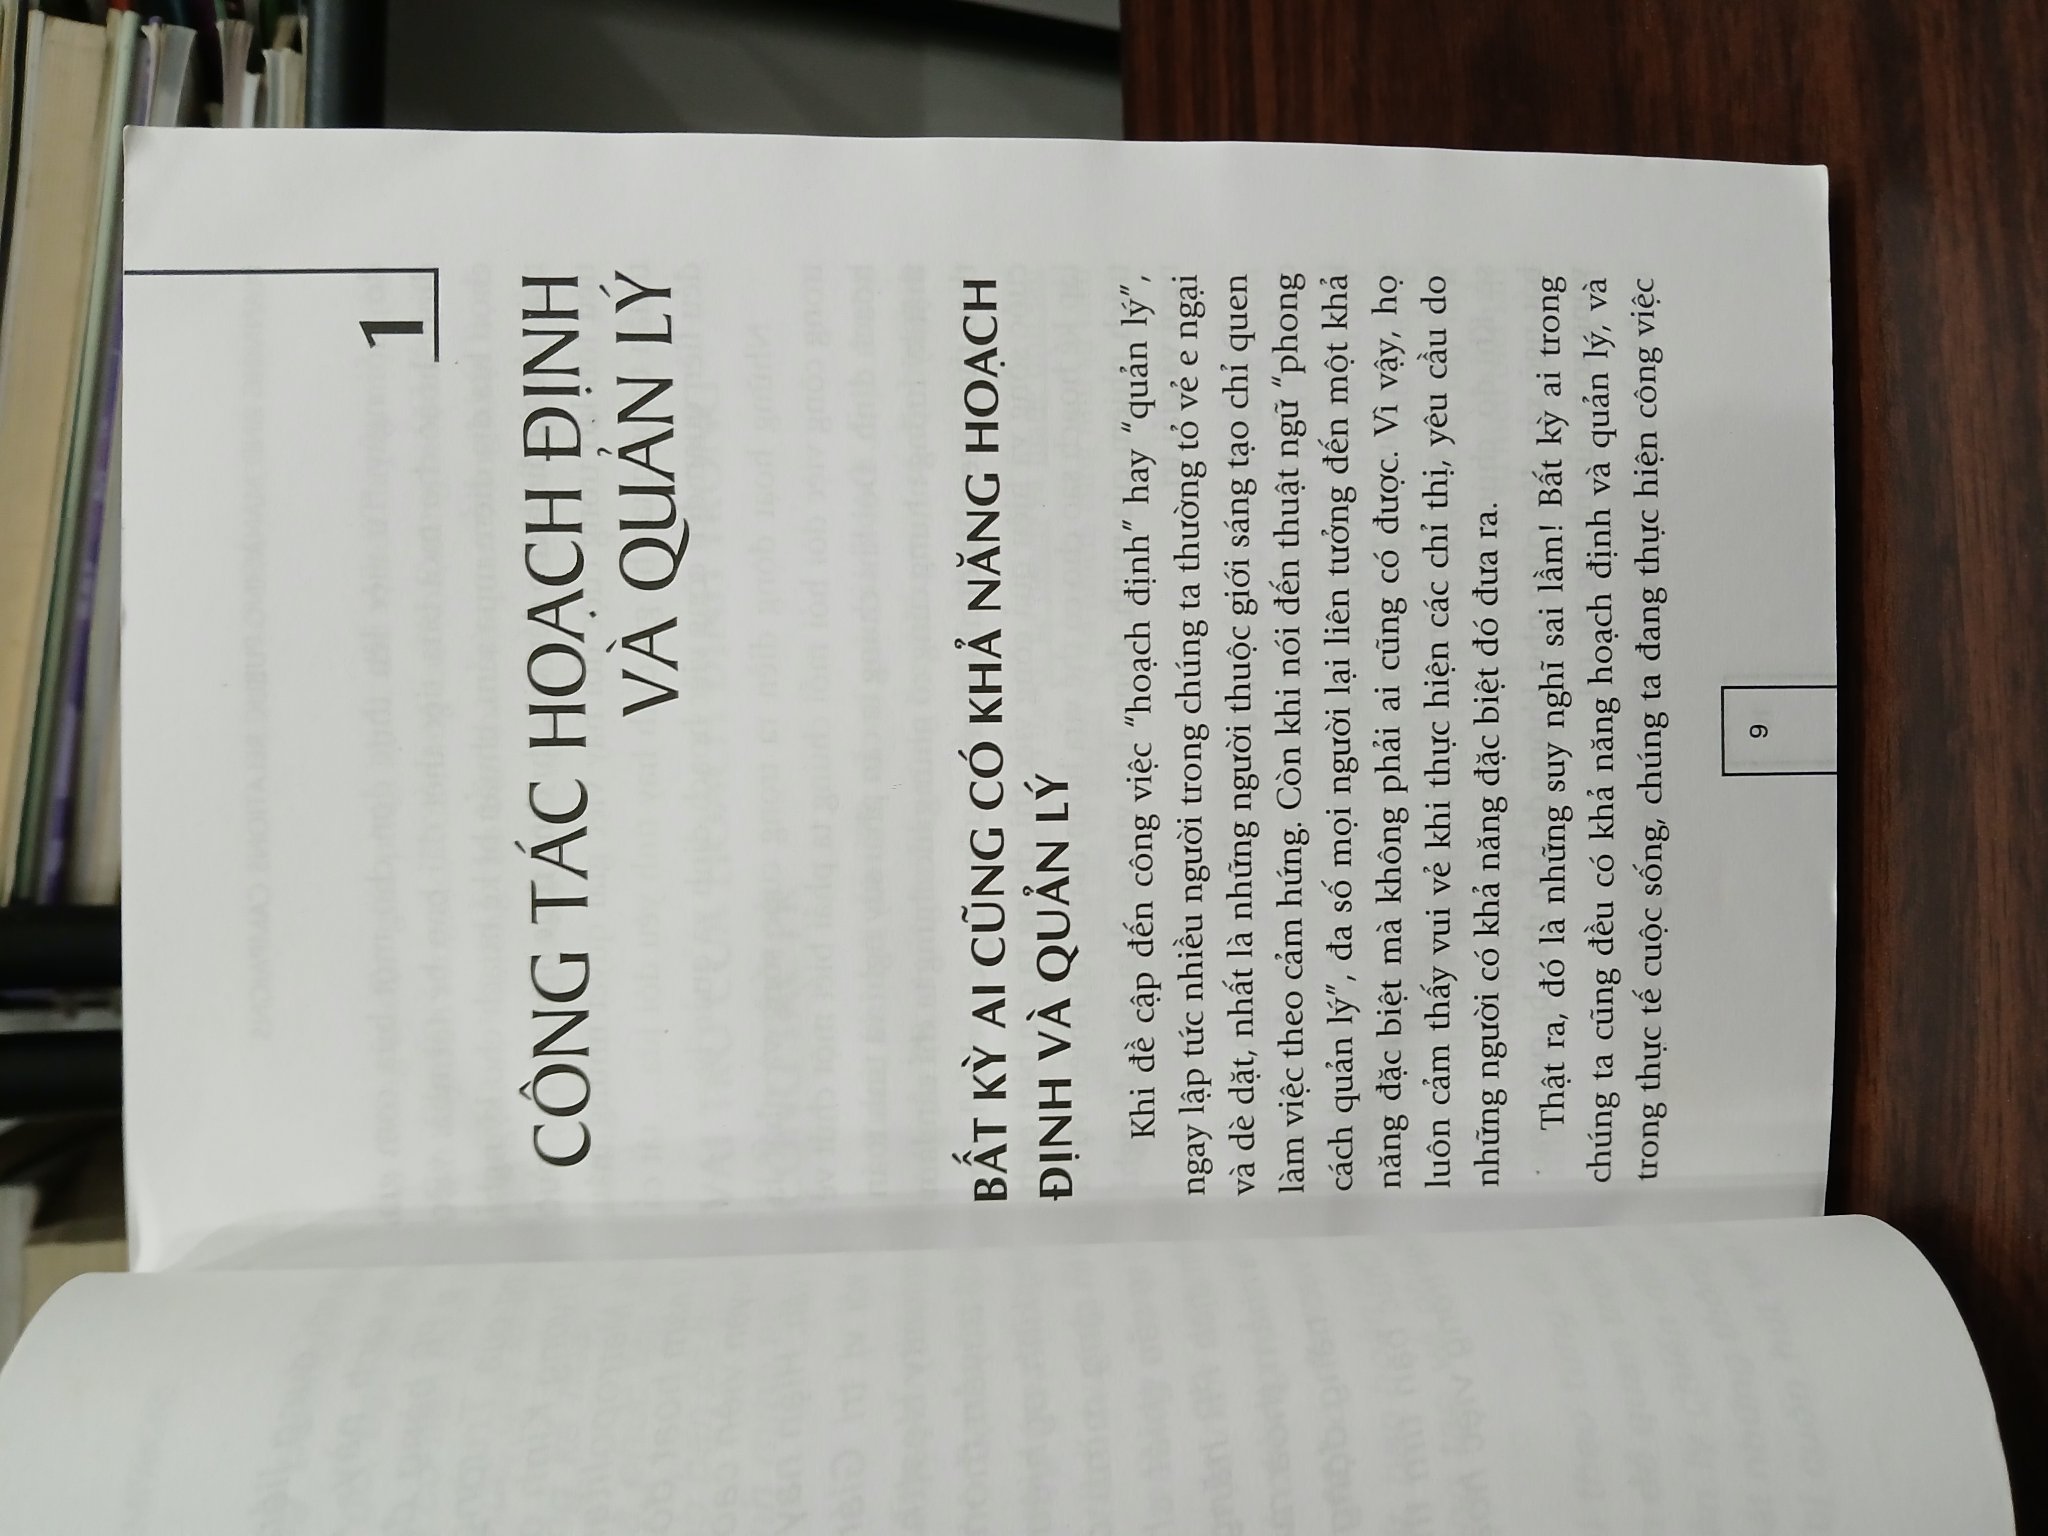 1
CÔNG TÁC HOẠCH ĐỊNH
VÀ QUẢN LÝ
BẤT KỲ AI CŨNG CÓ KHẢ NĂNG HOẠCH
ĐỊNH VÀ QUẢN LÝ
Khi đề cập đến công việc “hoạch định” hay “quản lý”,
ngay lập tức nhiều người trong chúng ta thường tỏ vẻ e ngại
và dè dặt, nhất là những người thuộc giới sáng tạo chỉ quen
làm việc theo cảm hứng. Còn khi nói đến thuật ngữ “phong
cách quản lý”, đa số mọi người lại liên tưởng đến một khả
năng đặc biệt mà không phải ai cũng có được. Vì vậy, họ
luôn cảm thấy vui vẻ khi thực hiện các chỉ thị, yêu cầu do
những người có khả năng đặc biệt đó đưa ra.
Thật ra, đó là những suy nghĩ sai lầm! Bất kỳ ai trong
chúng ta cũng đều có khả năng hoạch định và quản lý, và
trong thực tế cuộc sống, chúng ta đang thực hiện công việc
9